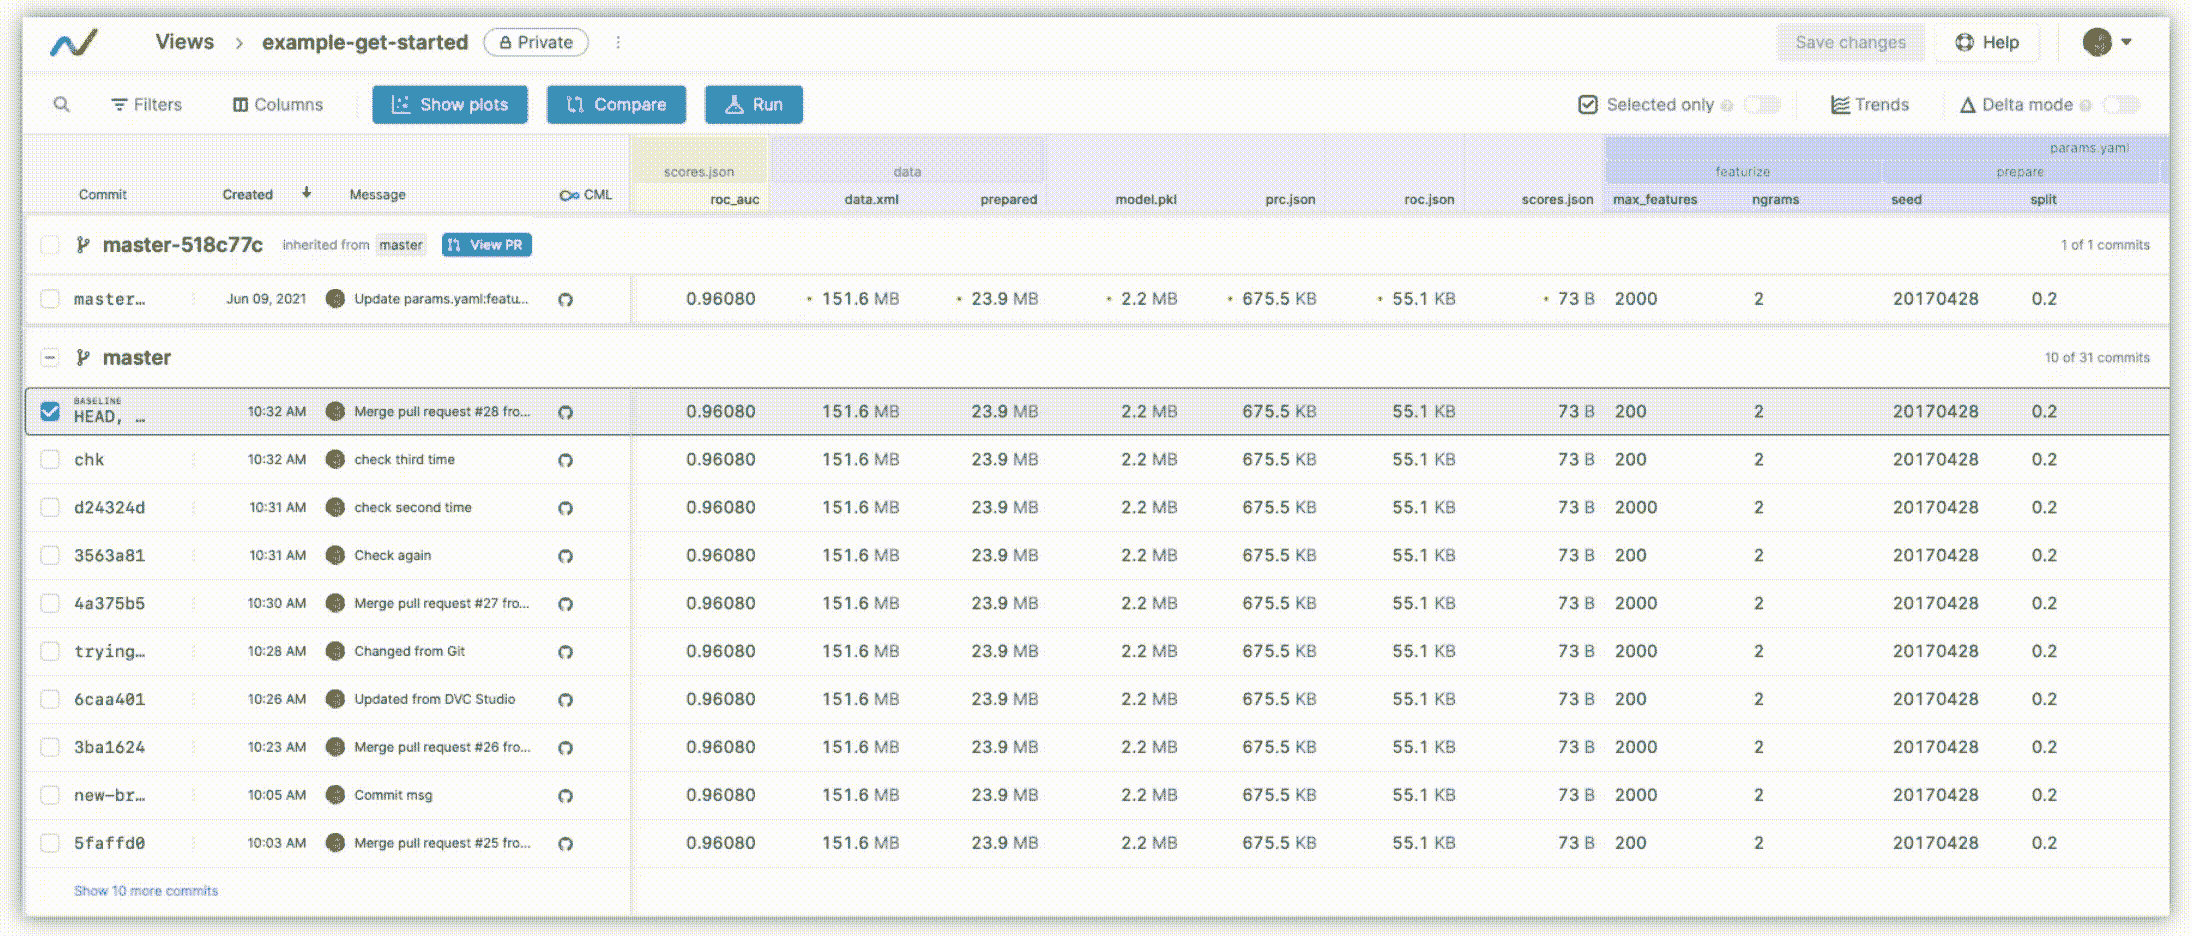 Views > example-get-started Private Save changes Help
Filters Columns Show plots Compare Run Selected only Trends Delta mode
params.yaml
scores.json data featurize prepare
Commit Created ↓ Message CML roc_auc data.xml prepared model.pkl prc.json roc.json scores.json max_features ngrams seed split
master-518c77c inherited from master View PR 1 of 1 commits
master… Jun 09, 2021 Update params.yaml:featu... 0.96080 151.6 MB 23.9 MB 2.2 MB 675.5 KB 55.1 KB 73 B 2000 2 20170428 0.2
master 10 of 31 commits
BASELINE
HEAD, … 10:32 AM Merge pull request #28 fro... 0.96080 151.6 MB 23.9 MB 2.2 MB 675.5 KB 55.1 KB 73 B 200 2 20170428 0.2
chk 10:32 AM check third time 0.96080 151.6 MB 23.9 MB 2.2 MB 675.5 KB 55.1 KB 73 B 200 2 20170428 0.2
d24324d 10:31 AM check second time 0.96080 151.6 MB 23.9 MB 2.2 MB 675.5 KB 55.1 KB 73 B 2000 2 20170428 0.2
3563a81 10:31 AM Check again 0.96080 151.6 MB 23.9 MB 2.2 MB 675.5 KB 55.1 KB 73 B 200 2 20170428 0.2
4a375b5 10:30 AM Merge pull request #27 fro... 0.96080 151.6 MB 23.9 MB 2.2 MB 675.5 KB 55.1 KB 73 B 2000 2 20170428 0.2
trying… 10:28 AM Changed from Git 0.96080 151.6 MB 23.9 MB 2.2 MB 675.5 KB 55.1 KB 73 B 2000 2 20170428 0.2
6caa401 10:26 AM Updated from DVC Studio 0.96080 151.6 MB 23.9 MB 2.2 MB 675.5 KB 55.1 KB 73 B 200 2 20170428 0.2
3ba1624 10:23 AM Merge pull request #26 fro... 0.96080 151.6 MB 23.9 MB 2.2 MB 675.5 KB 55.1 KB 73 B 2000 2 20170428 0.2
new-br… 10:05 AM Commit msg 0.96080 151.6 MB 23.9 MB 2.2 MB 675.5 KB 55.1 KB 73 B 2000 2 20170428 0.2
5faffd0 10:03 AM Merge pull request #25 fro... 0.96080 151.6 MB 23.9 MB 2.2 MB 675.5 KB 55.1 KB 73 B 200 2 20170428 0.2
Show 10 more commits